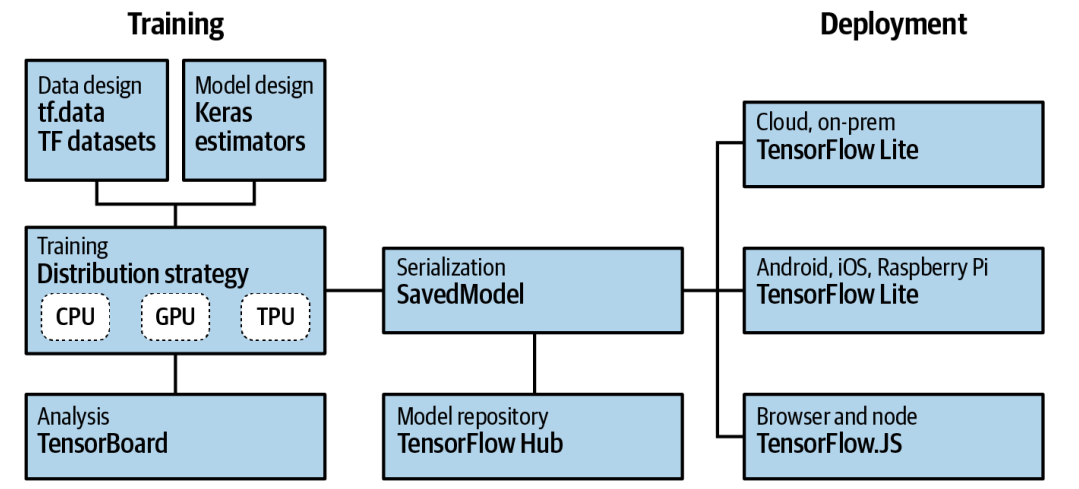 Training
Deployment
Data design
tf.data
TF datasets
Model design
Keras
estimators
Training
Distribution strategy
CPU
GPU
TPU
Analysis
TensorBoard
Serialization
SavedModel
Model repository
TensorFlow Hub
Cloud, on-prem
TensorFlow Lite
Android, iOS, Raspberry Pi
TensorFlow Lite
Browser and node
TensorFlow.JS